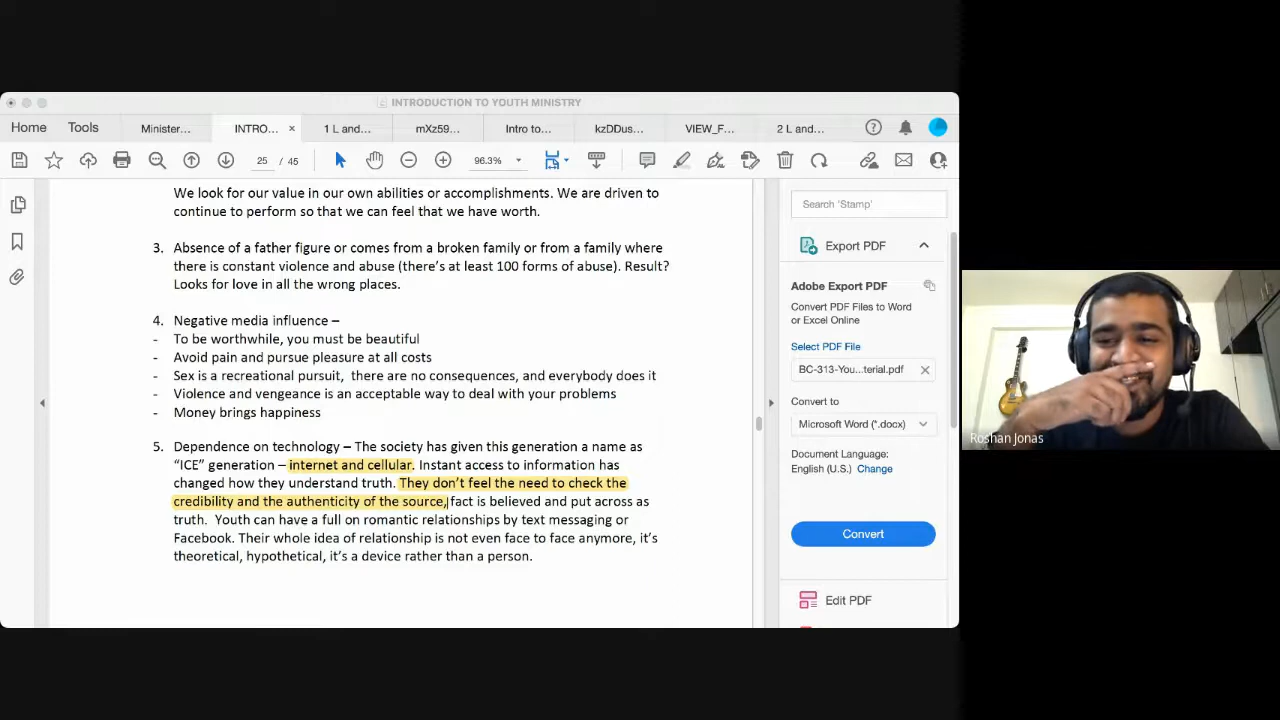 INTRODUCTION TO YOUTH MINISTRY
Home
Tools
Minister...
INTRO...
1 L and...
mXz59...
Intro to...
kzDDus...
VIEW_F...
2 L and...
25 / 45
96.3%
We look for our value in our own abilities or accomplishments. We are driven to
continue to perform so that we can feel that we have worth.
3. Absence of a father figure or comes from a broken family or from a family where
there is constant violence and abuse (there's at least 100 forms of abuse). Result?
Looks for love in all the wrong places.
4. Negative media influence –
- To be worthwhile, you must be beautiful
- Avoid pain and pursue pleasure at all costs
- Sex is a recreational pursuit, there are no consequences, and everybody does it
- Violence and vengeance is an acceptable way to deal with your problems
- Money brings happiness
5. Dependence on technology – The society has given this generation a name as
“ICE” generation – internet and cellular. Instant access to information has
changed how they understand truth. They don't feel the need to check the
credibility and the authenticity of the source, fact is believed and put across as
truth. Youth can have a full on romantic relationships by text messaging or
Facebook. Their whole idea of relationship is not even face to face anymore, it's
theoretical, hypothetical, it's a device rather than a person.
Search 'Stamp'
Export PDF
Adobe Export PDF
Convert PDF Files to Word
or Excel Online
Select PDF File
BC-313-You...terial.pdf
Convert to
Microsoft Word (*.docx)
Document Language:
English (U.S.) Change
Convert
Edit PDF
Roshan Jonas